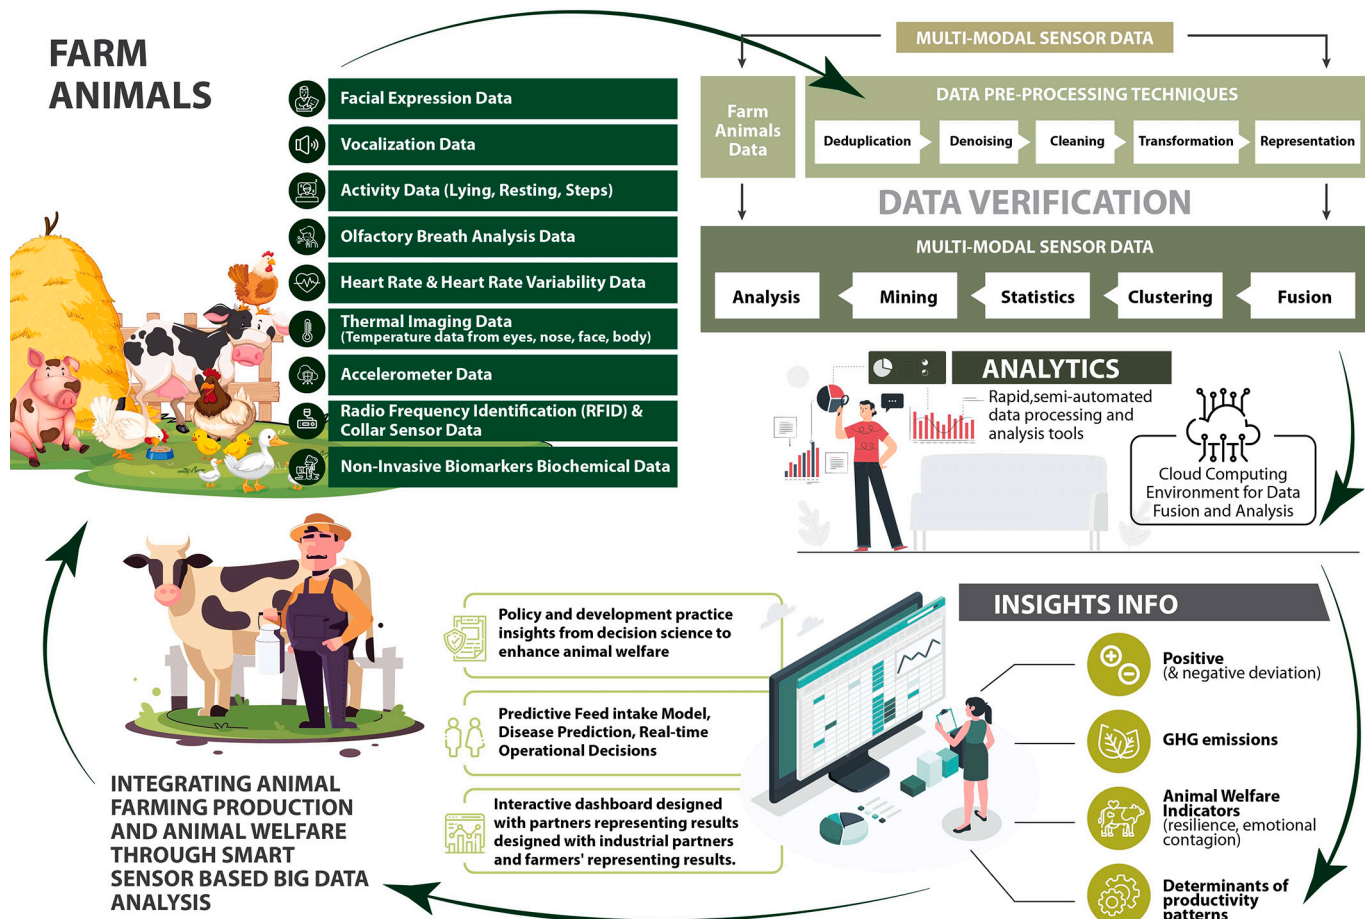 FARM
ANIMALS
Facial Expression Data
Vocalization Data
Activity Data (Lying, Resting, Steps)
Olfactory Breath Analysis Data
Heart Rate & Heart Rate Variability Data
Thermal Imaging Data
(Temperature data from eyes, nose, face, body)
Accelerometer Data
Radio Frequency Identification (RFID) &
Collar Sensor Data
Non-Invasive Biomarkers Biochemical Data
MULTI-MODAL SENSOR DATA
Farm
Animals
Data
DATA PRE-PROCESSING TECHNIQUES
Deduplication
Denoising
Cleaning
Transformation
Representation
DATA VERIFICATION
MULTI-MODAL SENSOR DATA
Analysis
Mining
Statistics
Clustering
Fusion
ANALYTICS
Rapid,semi-automated
data processing and
analysis tools
Cloud Computing
Environment for Data
Fusion and Analysis
INSIGHTS INFO
Positive
(& negative deviation)
GHG emissions
Animal Welfare
Indicators
(resilience, emotional
contagion)
Determinants of
productivity
patterns
Policy and development practice
insights from decision science to
enhance animal welfare
Predictive Feed intake Model,
Disease Prediction, Real-time
Operational Decisions
Interactive dashboard designed
with partners representing results
designed with industrial partners
and farmers' representing results.
INTEGRATING ANIMAL
FARMING PRODUCTION
AND ANIMAL WELFARE
THROUGH SMART
SENSOR BASED BIG DATA
ANALYSIS